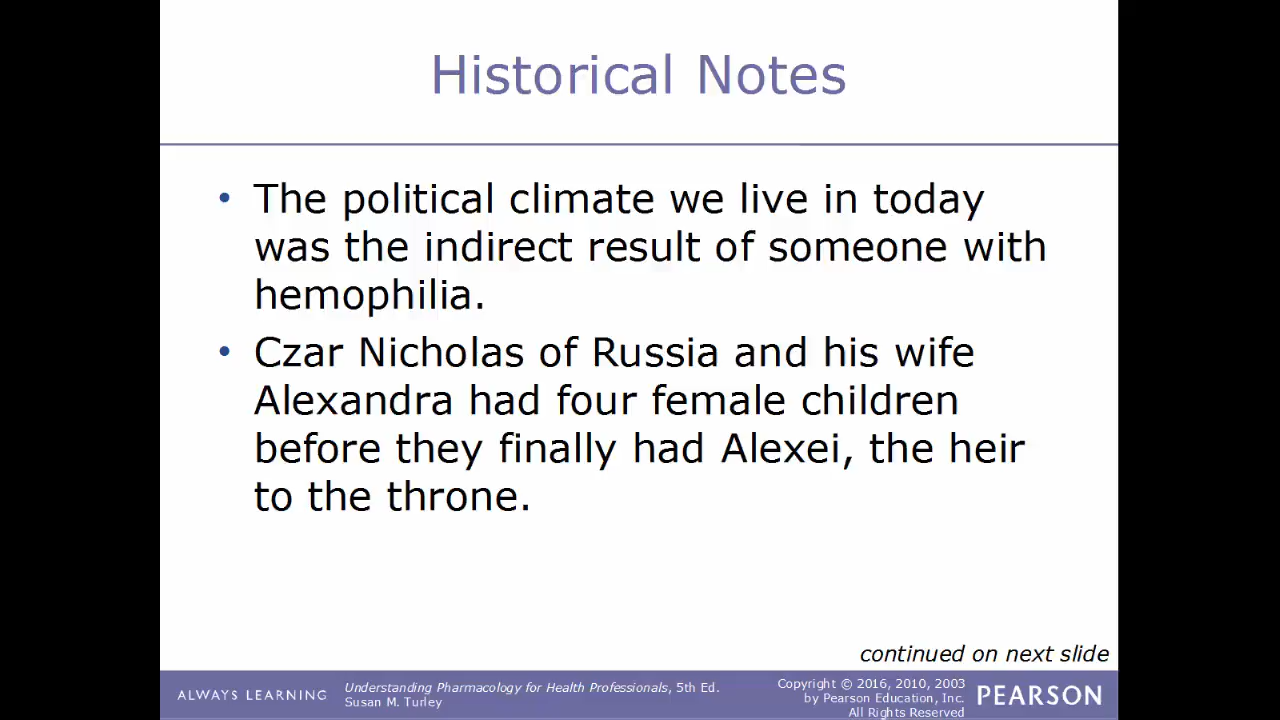 Historical Notes
• The political climate we live in today
was the indirect result of someone with
hemophilia.
• Czar Nicholas of Russia and his wife
Alexandra had four female children
before they finally had Alexei, the heir
to the throne.
continued on next slide
ALWAYS LEARNING
Understanding Pharmacology for Health Professionals, 5th Ed.
Susan M. Turley
Copyright © 2016, 2010, 2003
by Pearson Education, Inc.
All Rights Reserved
PEARSON